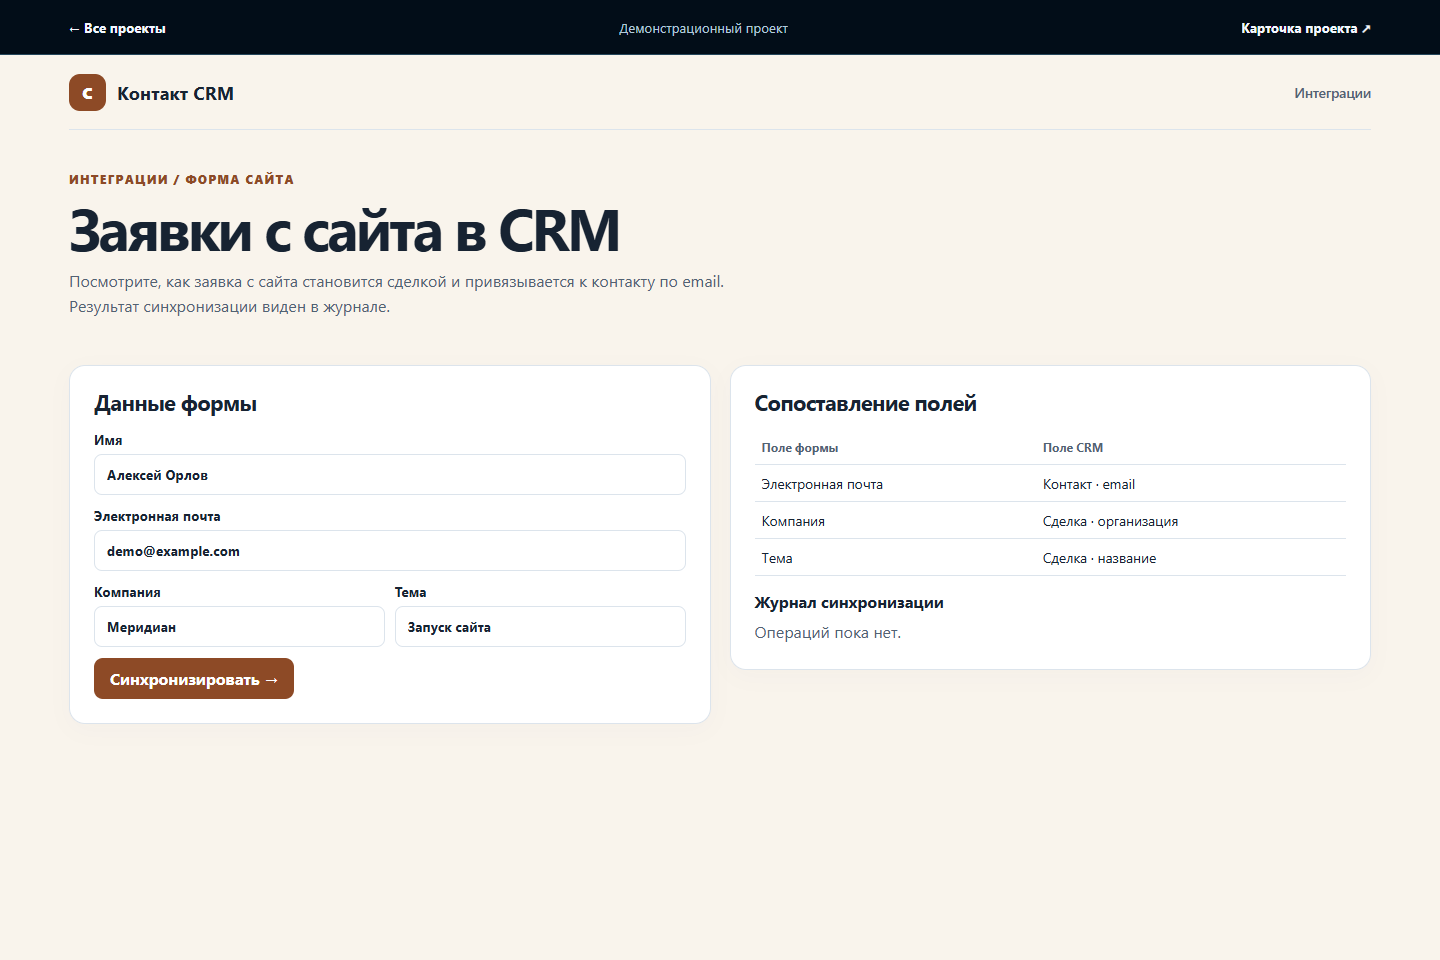 ← Все проекты
Демонстрационный проект
Карточка проекта ↗
C
Контакт CRM
Интеграции
ИНТЕГРАЦИИ / ФОРМА САЙТА
Заявки с сайта в CRM
Посмотрите, как заявка с сайта становится сделкой и привязывается к контакту по email.
Результат синхронизации виден в журнале.
Данные формы
Имя
Алексей Орлов
Электронная почта
demo@example.com
Компания
Тема
Меридиан
Запуск сайта
Синхронизировать →
Сопоставление полей
Поле формы
Поле CRM
Электронная почта
Контакт · email
Компания
Сделка · организация
Тема
Сделка · название
Журнал синхронизации
Операций пока нет.